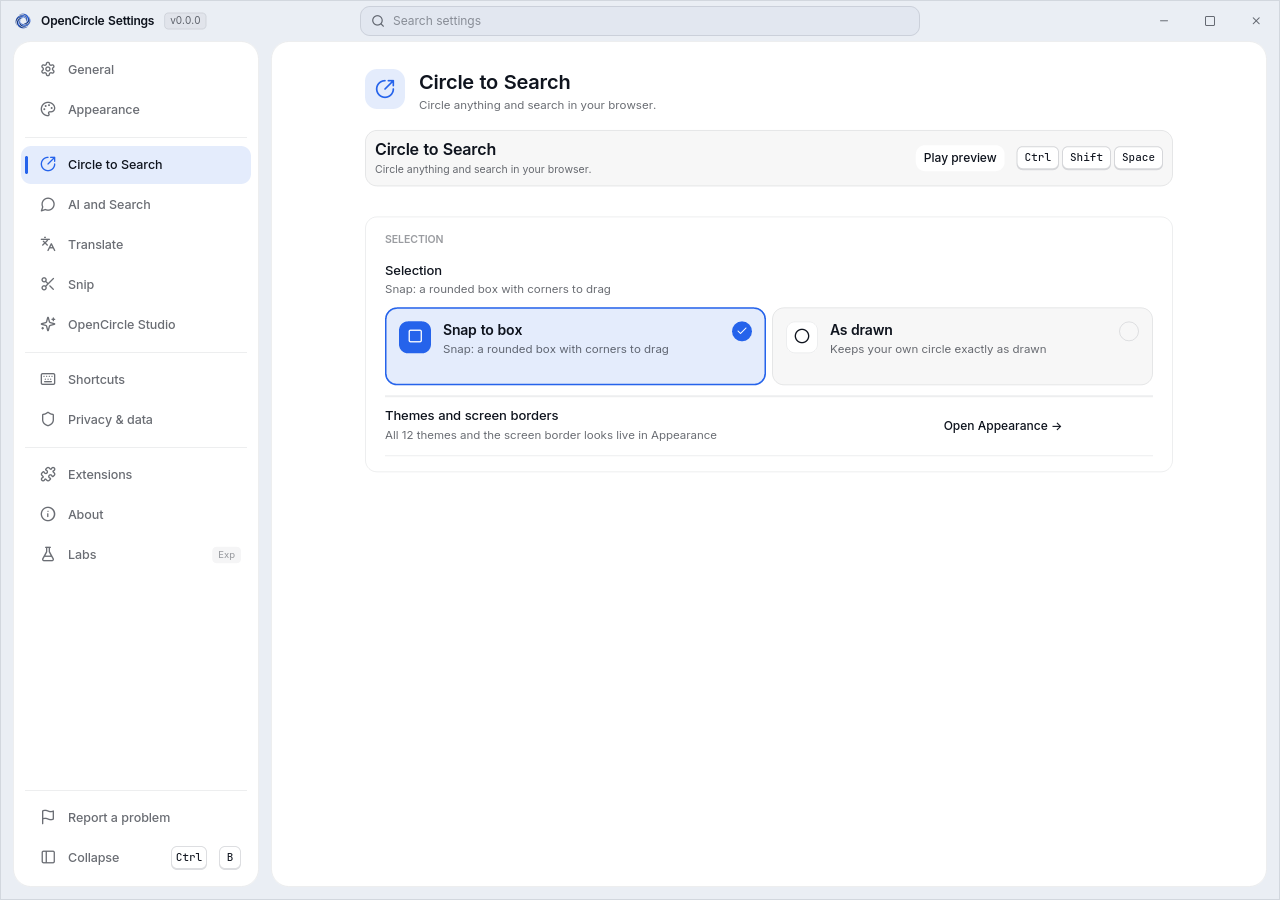 OpenCircle Settings
v0.0.0
Search settings
General
Appearance
Circle to Search
AI and Search
Translate
Snip
OpenCircle Studio
Shortcuts
Privacy & data
Extensions
About
Labs
Exp
Report a problem
Collapse
Ctrl
B
Circle to Search
Circle anything and search in your browser.
Circle to Search
Circle anything and search in your browser.
Play preview
Ctrl
Shift
Space
SELECTION
Selection
Snap: a rounded box with corners to drag
Snap to box
Snap: a rounded box with corners to drag
As drawn
Keeps your own circle exactly as drawn
Themes and screen borders
All 12 themes and the screen border looks live in Appearance
Open Appearance →